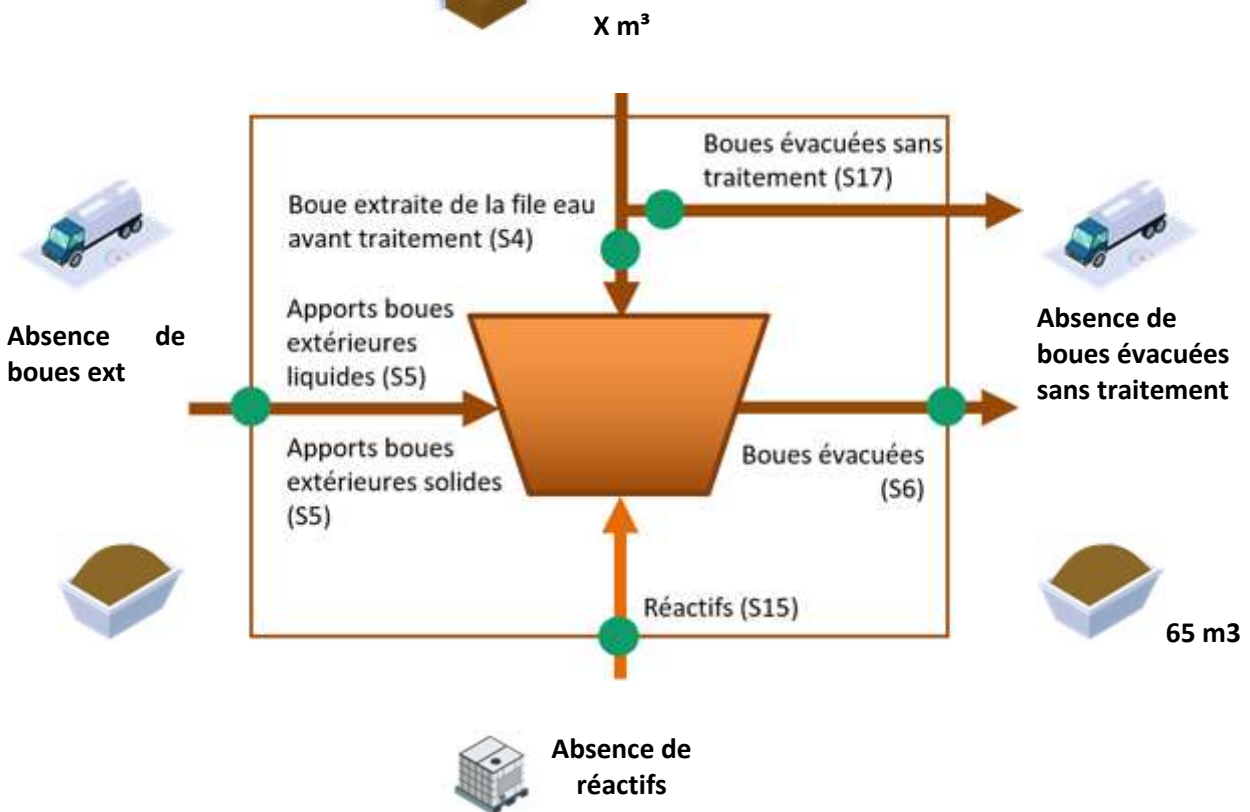 X m³
Boues évacuées sans
traitement (S17)
Boue extraite de la file eau
avant traitement (S4)
Absence de
boues ext
Apports boues
extérieures
liquides (S5)
Absence de
boues évacuées
sans traitement
Apports boues
extérieures solides
(S5)
Boues évacuées
(S6)
Réactifs (S15)
65 m3
Absence de
réactifs